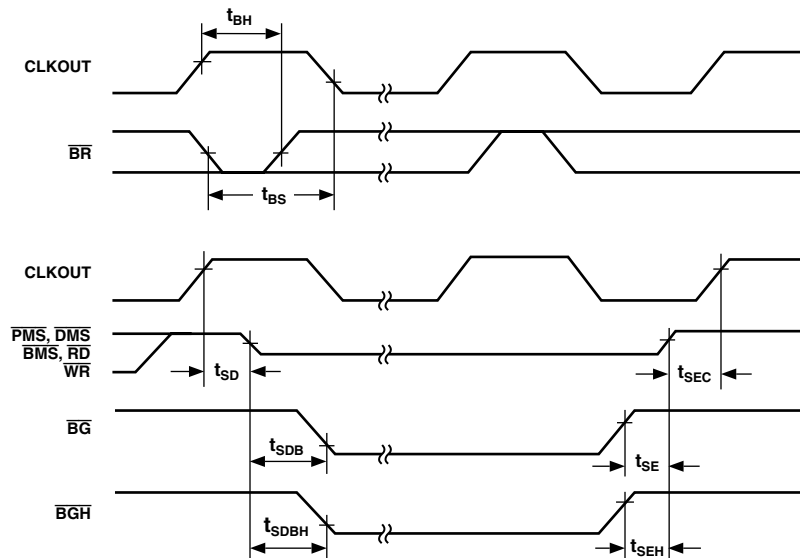 tBH
CLKOUT
BR
tBS
CLKOUT
PMS, DMS
BMS, RD
WR
tSD
tSEC
BG
tSDB
tSE
BGH
tSDBH
tSEH